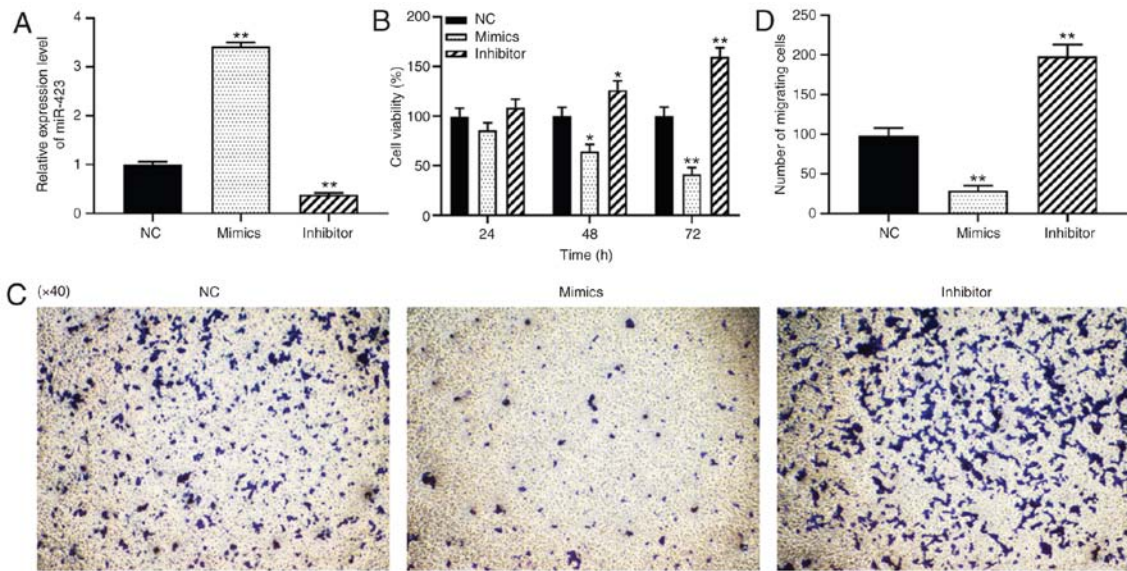 A
Relative expression level
of miR-423
4
3
2
1
0
**
**
NC
Mimics
Inhibitor
B
NC
Mimics
Inhibitor
Cell viability (%)
200
150
100
50
0
*
*
**
**
24
48
72
Time (h)
D
Number of migrating cells
250
200
150
100
50
0
**
**
NC
Mimics
Inhibitor
C
(×40)
NC
Mimics
Inhibitor